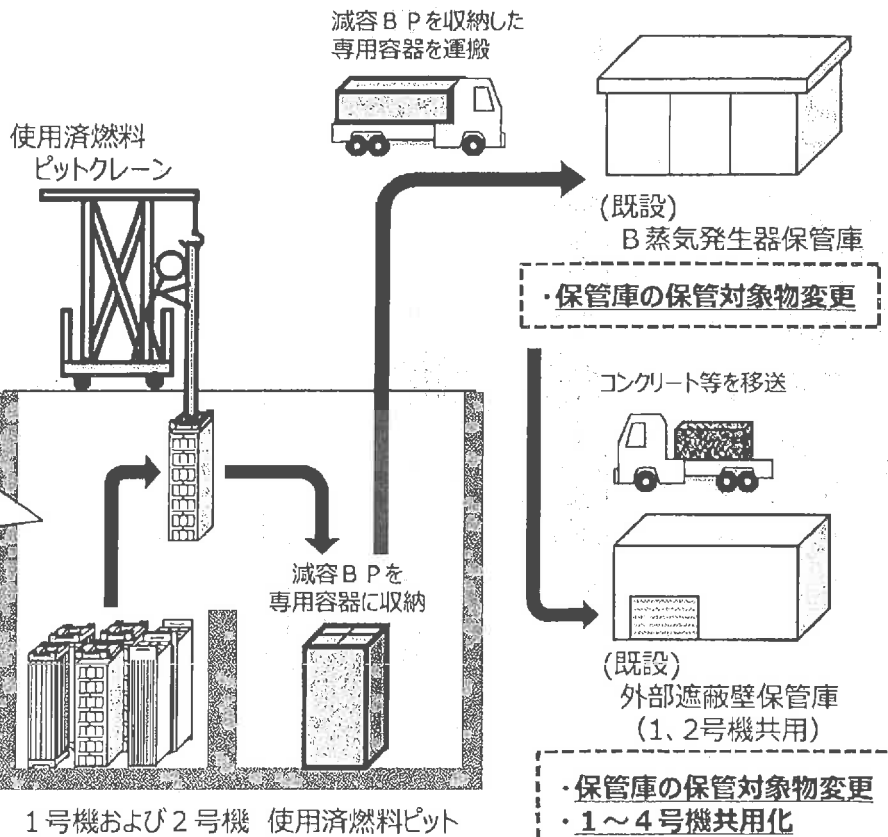 減容ＢＰを収納した
専用容器を運搬
使用済燃料
ピットクレーン
(既設)
Ｂ蒸気発生器保管庫
・保管庫の保管対象物変更
コンクリート等を移送
減容ＢＰを
専用容器に収納
(既設)
外部遮蔽壁保管庫
（1、2号機共用）
・保管庫の保管対象物変更
・１～４号機共用化
１号機および２号機 使用済燃料ピット